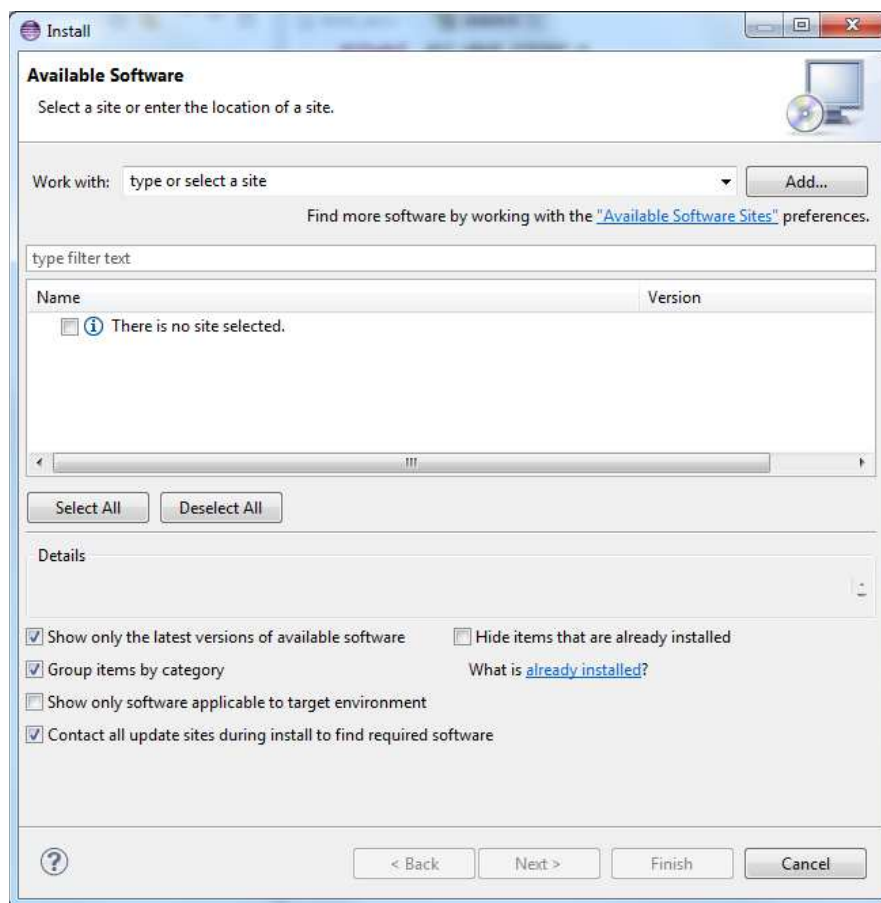 Install
Available Software
Select a site or enter the location of a site.
Work with: type or select a site Add...
Find more software by working with the "Available Software Sites" preferences.
type filter text
Name Version
There is no site selected.
Select All Deselect All
Details
Show only the latest versions of available software Hide items that are already installed
Group items by category What is already installed?
Show only software applicable to target environment
Contact all update sites during install to find required software
< Back Next > Finish Cancel